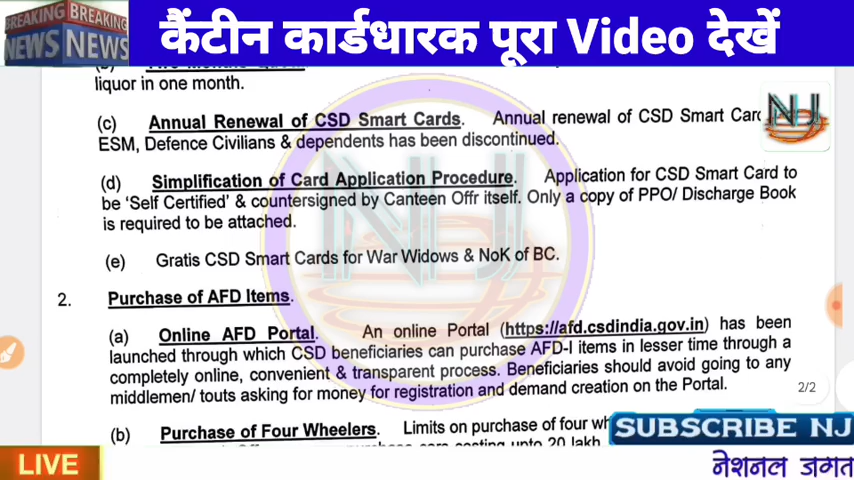 BREAKING BREAKING
NEWS NEWS
कैंटीन कार्डधारक पूरा Video देखें
liquor in one month.
NJ
(c) Annual Renewal of CSD Smart Cards. Annual renewal of CSD Smart Card
ESM, Defence Civilians & dependents has been discontinued.
(d) Simplification of Card Application Procedure. Application for CSD Smart Card to
be 'Self Certified' & countersigned by Canteen Offr itself. Only a copy of PPO/ Discharge Book
is required to be attached.
(e) Gratis CSD Smart Cards for War Widows & NoK of BC.
NJ
2. Purchase of AFD Items.
(a) Online AFD Portal. An online Portal (https://afd.csdindia.gov.in) has been
launched through which CSD beneficiaries can purchase AFD-I items in lesser time through a
completely online, convenient & transparent process. Beneficiaries should avoid going to any
middlemen/ touts asking for money for registration and demand creation on the Portal.
2/2
(b) Purchase of Four Wheelers. Limits on purchase of four
upto 20 lakh
SUBSCRIBE NJ
LIVE
नेशनल जगत